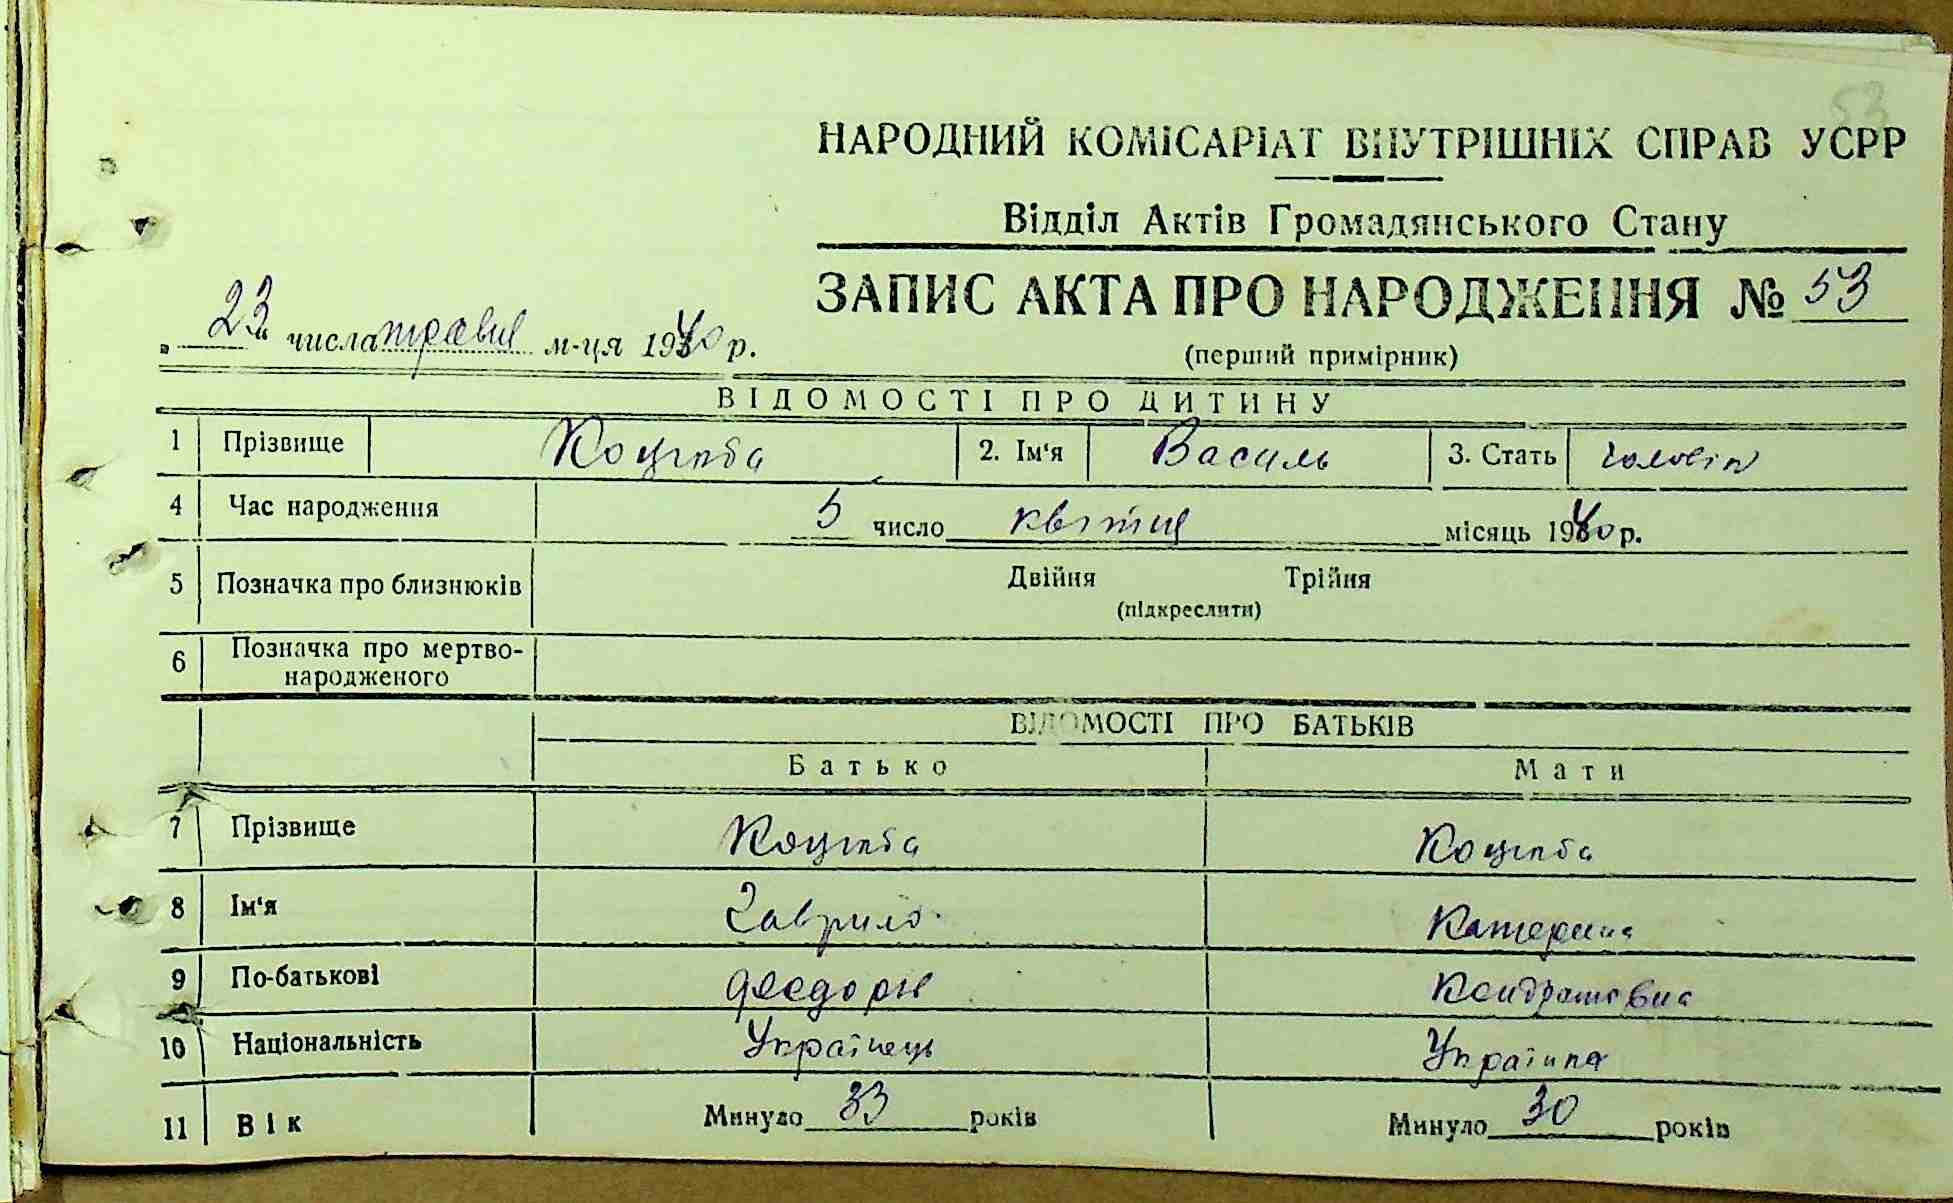 53
НАРОДНИЙ КОМІСАРІАТ ВНУТРІШНІХ СПРАВ УСРР
Відділ Актів Громадянського Стану
ЗАПИС АКТА ПРО НАРОДЖЕННЯ № 53
(перший примірник)
„23“ числа травня м-ця 1940 р.
ВІДОМОСТІ ПРО ДИТИНУ
1 Прізвище Коцюба 2. Ім‘я Василь 3. Стать чоловіч
4 Час народження 5 число квітня місяць 1940 р.
5 Позначка про близнюків Двійня Трійня
(підкреслити)
6 Позначка про мертво-
народженого
ВІДОМОСТІ ПРО БАТЬКІВ
Батько Мати
7 Прізвище Коцюба Коцюба
8 Ім‘я Гаврило Катерина
9 По-батькові Кондратовна
10 Національність Українець Українка
11 Вік Минуло 33 років Минуло 30 років